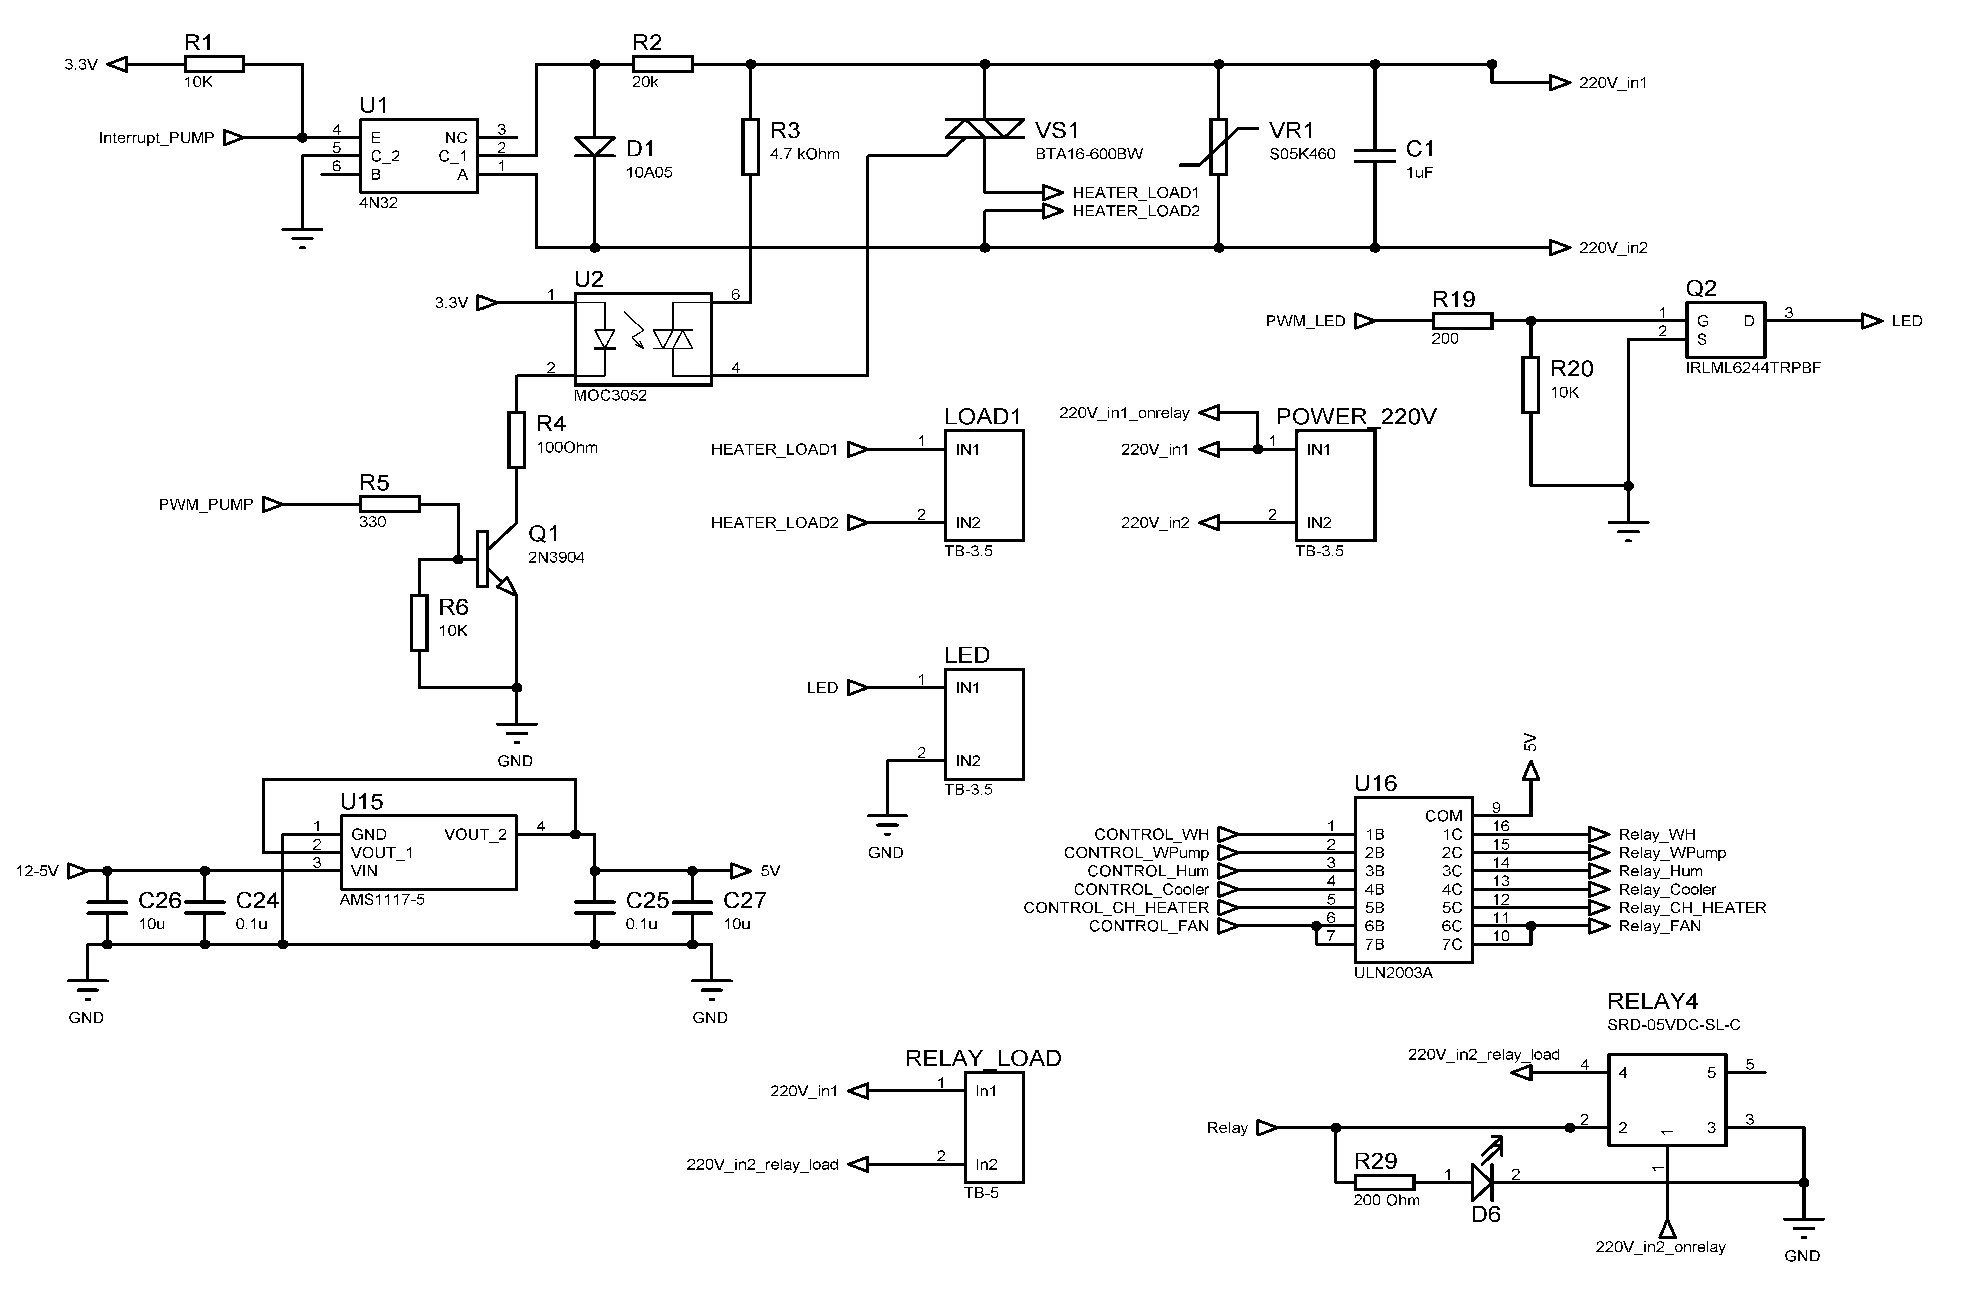 R1
3.3V
10K
U1
Interrupt_PUMP
4 E NC 3
5 C_2 C_1 2
6 B A 1
4N32
R2
20k
D1
10A05
R3
4.7 kOhm
VS1
BTA16-600BW
HEATER_LOAD1
HEATER_LOAD2
VR1
S05K460
C1
1uF
220V_in1
220V_in2
U2
3.3V
1
6
2
4
MOC3052
R4
100Ohm
PWM_PUMP
R5
330
Q1
2N3904
R6
10K
GND
R19
PWM_LED
200
R20
10K
Q2
1 G D 3
2 S
LED
IRLML6244TRPBF
LOAD1
HEATER_LOAD1
1 IN1
HEATER_LOAD2
2 IN2
TB-3.5
POWER_220V
220V_in1_onrelay
220V_in1
1 IN1
220V_in2
2 IN2
TB-3.5
LED
LED
1 IN1
2 IN2
TB-3.5
GND
U15
1 GND VOUT_2 4
2 VOUT_1
3 VIN
AMS1117-5
12-5V
5V
C26
10u
C24
0.1u
C25
0.1u
C27
10u
GND
GND
5V
U16
COM 9
CONTROL_WH 1 1B 1C 16 Relay_WH
CONTROL_WPump 2 2B 2C 15 Relay_WPump
CONTROL_Hum 3 3B 3C 14 Relay_Hum
CONTROL_Cooler 4 4B 4C 13 Relay_Cooler
CONTROL_CH_HEATER 5 5B 5C 12 Relay_CH_HEATER
CONTROL_FAN 6 6B 6C 11 Relay_FAN
7 7B 7C 10
ULN2003A
RELAY_LOAD
220V_in1
1 In1
220V_in2_relay_load
2 In2
TB-5
RELAY4
SRD-05VDC-SL-C
220V_in2_relay_load
4 4 5 5
Relay
2 2 3 3
1
1
R29
200 Ohm
1
2
D6
220V_in2_onrelay
GND